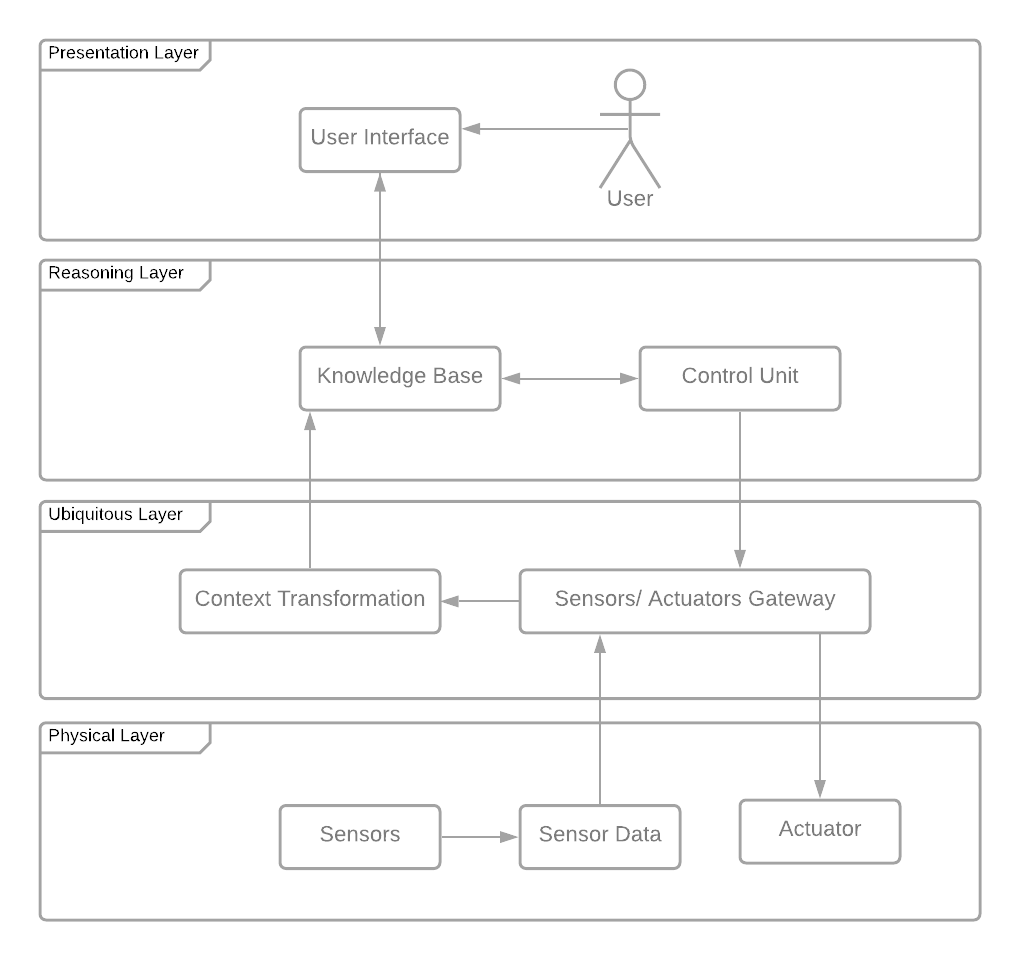 Presentation Layer
User Interface
User
Reasoning Layer
Knowledge Base
Control Unit
Ubiquitous Layer
Context Transformation
Sensors/ Actuators Gateway
Physical Layer
Sensors
Sensor Data
Actuator